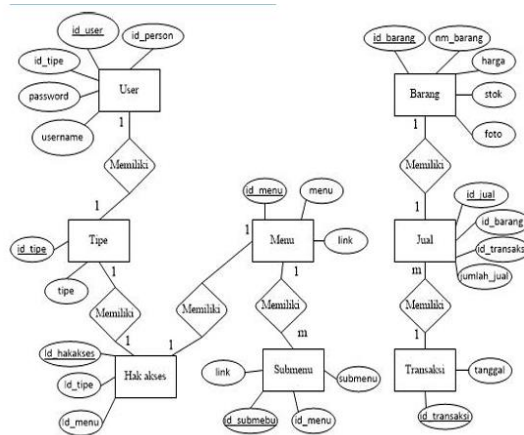 id_user
id_person
id_tipe
User
password
username
1
Memiliki
1
id_tipe
Tipe
tipe
1
Memiliki
1
Id_hakakses
Id_tipe
Id_menu
Hak akses
id_menu
menu
1
Menu
link
Memiliki
1
1
Memiliki
m
link
Submenu
submenu
id_submebu
id_menu
id_barang
nm_barang
harga
Barang
stok
foto
1
Memiliki
1
id_jual
id_barang
Jual
id_transaks
jumlah_jual
m
Memiliki
1
Transaksi
tanggal
id_transaksi